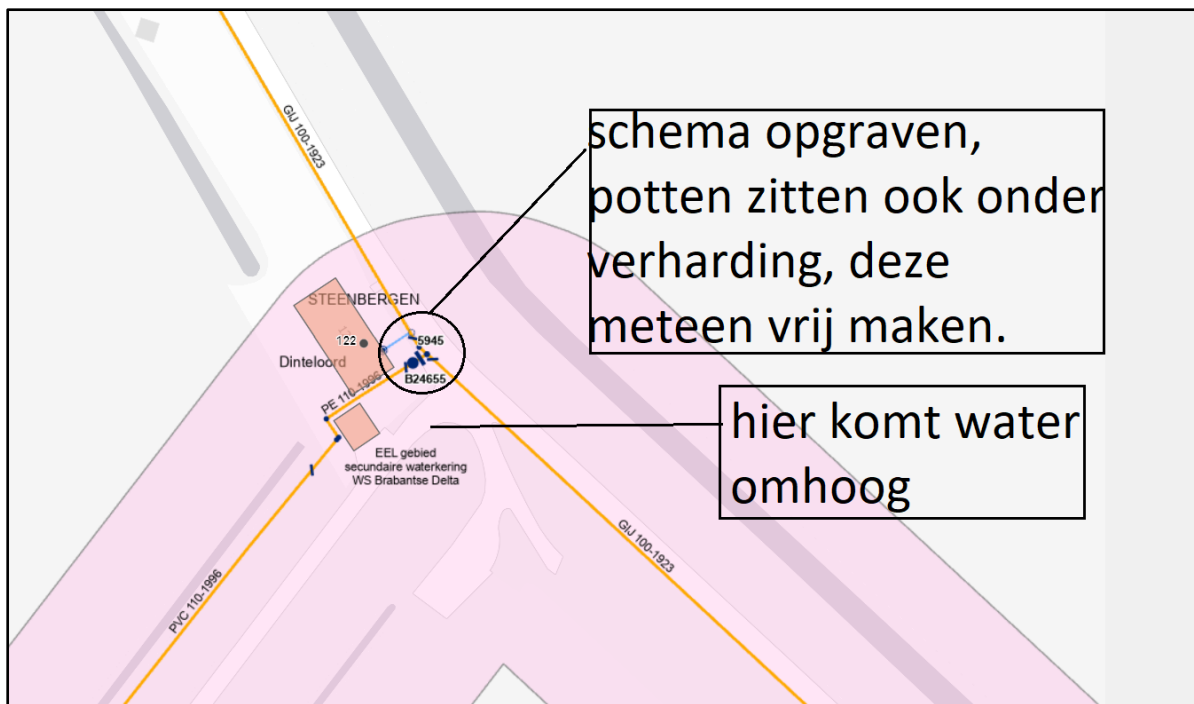 GIJ 100-1923
schema opgraven,
potten zitten ook onder
verharding, deze
meteen vrij maken.
STEENBERGEN
122
5945
Dinteloord
B24655
PE 110-1996
hier komt water
omhoog
EEL gebied
secundaire waterkering
WS Brabantse Delta
GIJ 100-1923
PVC 110-1996